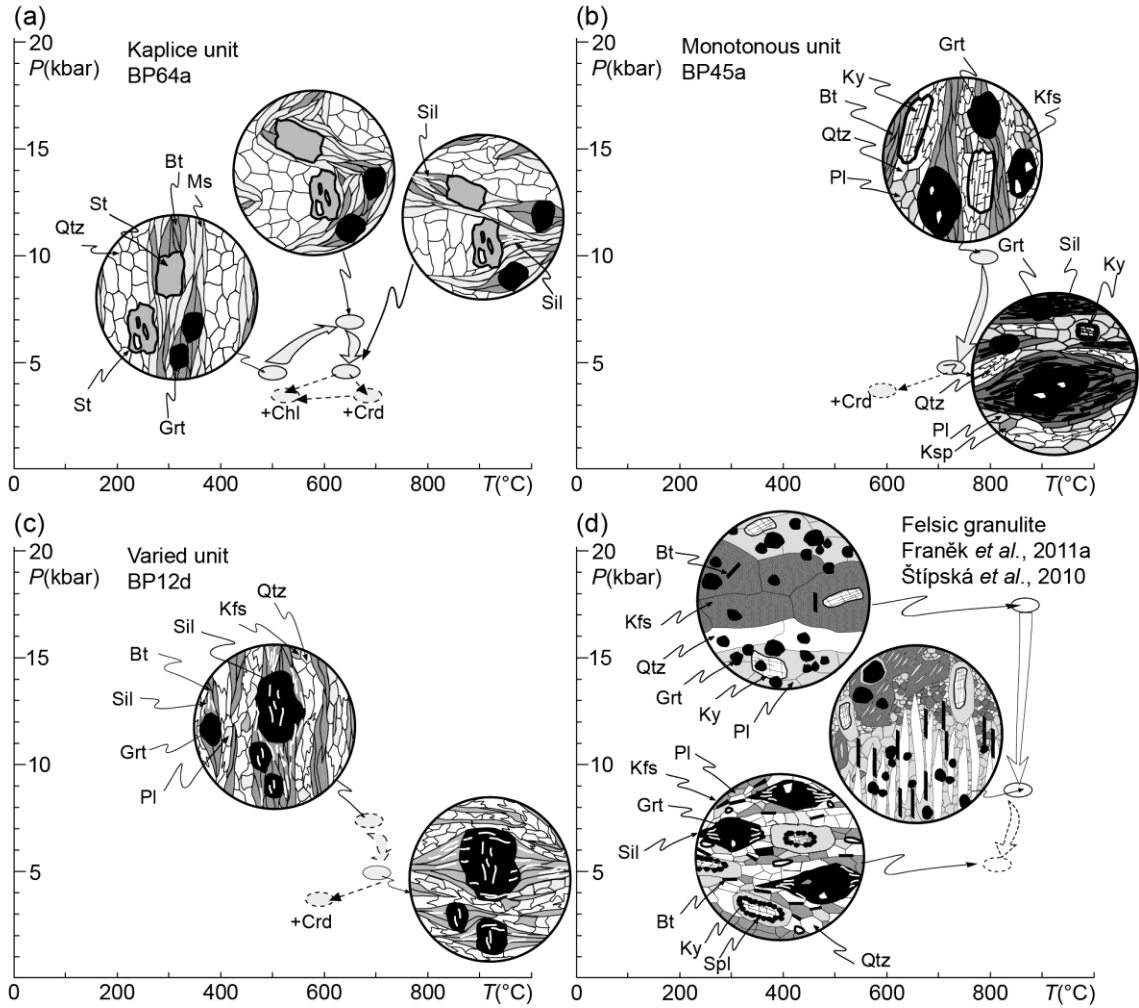 (a)
20
P(kbar)
15
10
5
0
200
400
600
800
T(°C)
Kaplice unit
BP64a
Bt
Ms
St
Qtz
St
Grt
Sil
Sil
+Chl
+Crd
(b)
20
P(kbar)
15
10
5
0
200
400
600
800
T(°C)
Monotonous unit
BP45a
Grt
Ky
Bt
Qtz
Pl
Kfs
Grt
Sil
Ky
Qtz
Pl
Ksp
+Crd
(c)
20
P(kbar)
15
10
5
0
200
400
600
800
T(°C)
Varied unit
BP12d
Qtz
Kfs
Sil
Bt
Sil
Grt
Pl
+Crd
(d)
20
P(kbar)
15
10
5
0
200
400
600
800
T(°C)
Felsic granulite
Franěk et al., 2011a
Štípská et al., 2010
Bt
Kfs
Qtz
Grt
Ky
Pl
Pl
Kfs
Grt
Sil
Bt
Ky
Spl
Qtz